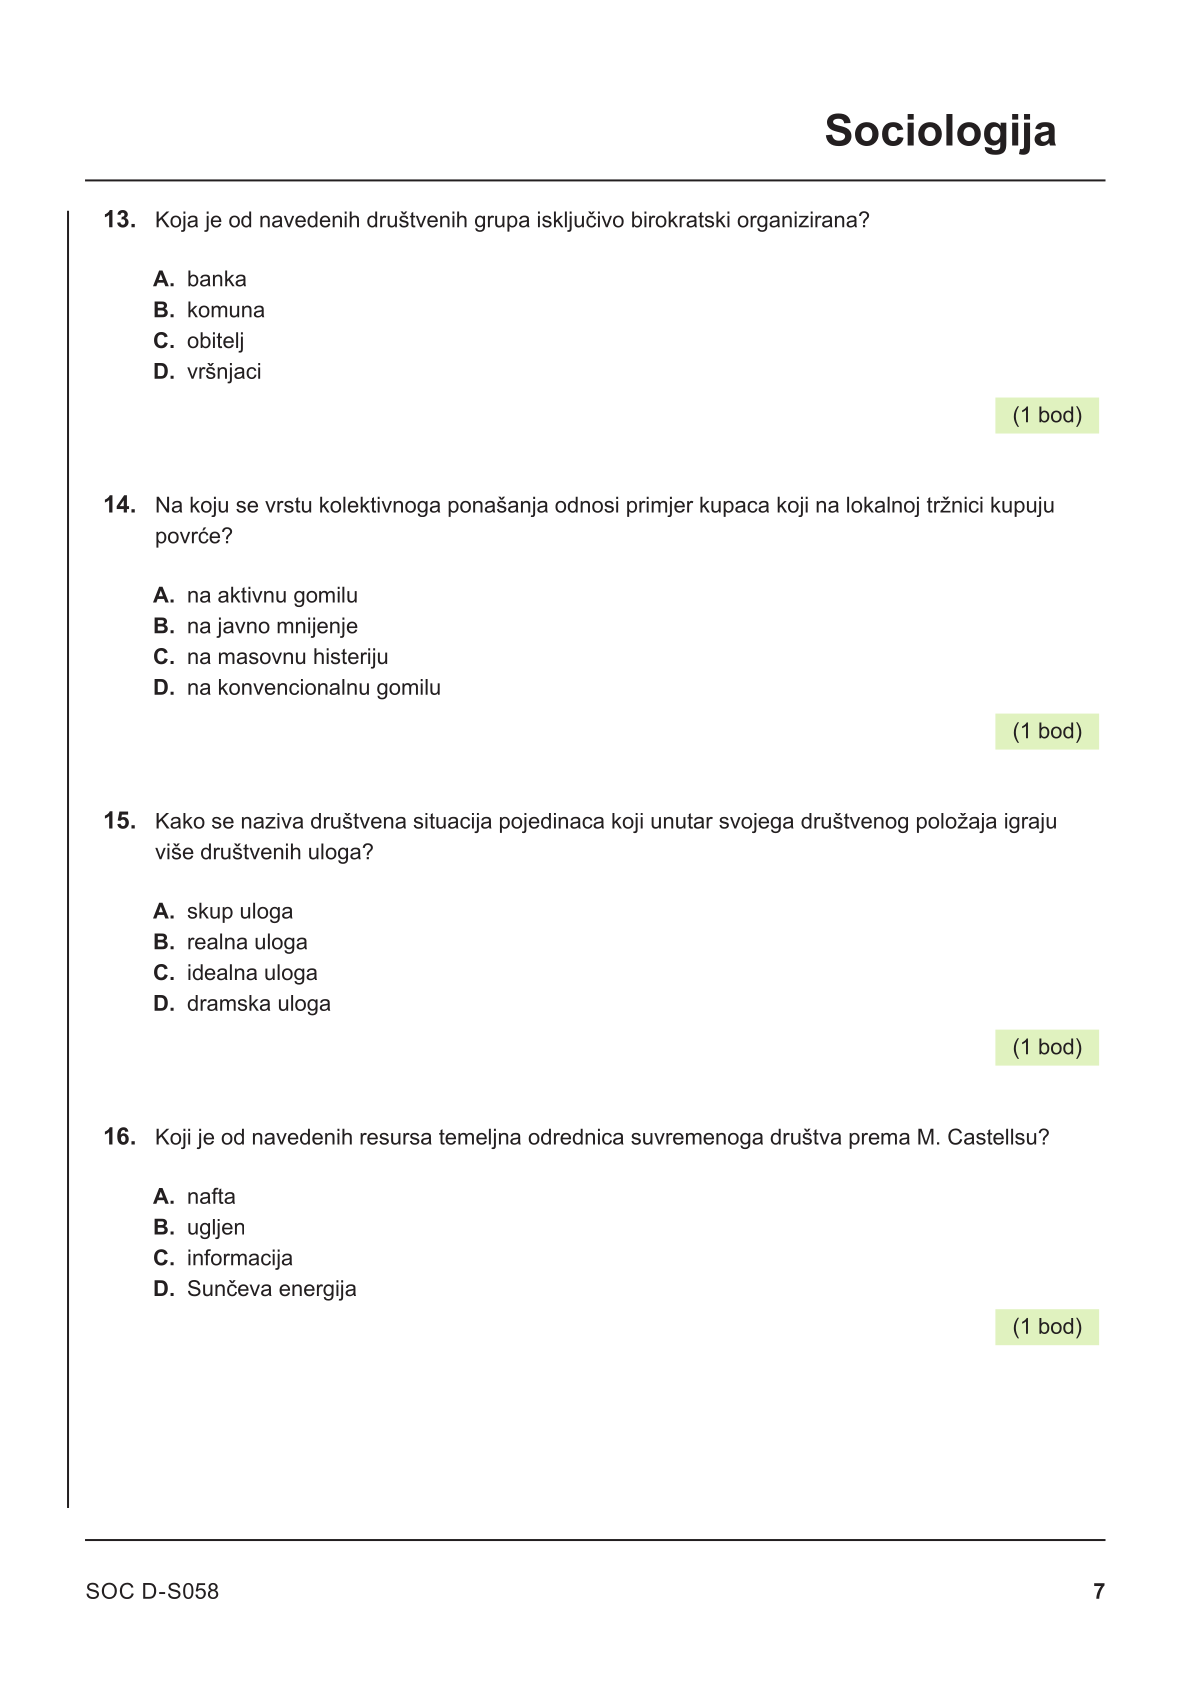 Sociologija
13. Koja je od navedenih društvenih grupa isključivo birokratski organizirana?
A. banka
B. komuna
C. obitelj
D. vršnjaci
(1 bod)
14. Na koju se vrstu kolektivnoga ponašanja odnosi primjer kupaca koji na lokalnoj tržnici kupuju
povrće?
A. na aktivnu gomilu
B. na javno mnijenje
C. na masovnu histeriju
D. na konvencionalnu gomilu
(1 bod)
15. Kako se naziva društvena situacija pojedinaca koji unutar svojega društvenog položaja igraju
više društvenih uloga?
A. skup uloga
B. realna uloga
C. idealna uloga
D. dramska uloga
(1 bod)
16. Koji je od navedenih resursa temeljna odrednica suvremenoga društva prema M. Castellsu?
A. nafta
B. ugljen
C. informacija
D. Sunčeva energija
(1 bod)
SOC D-S058
7